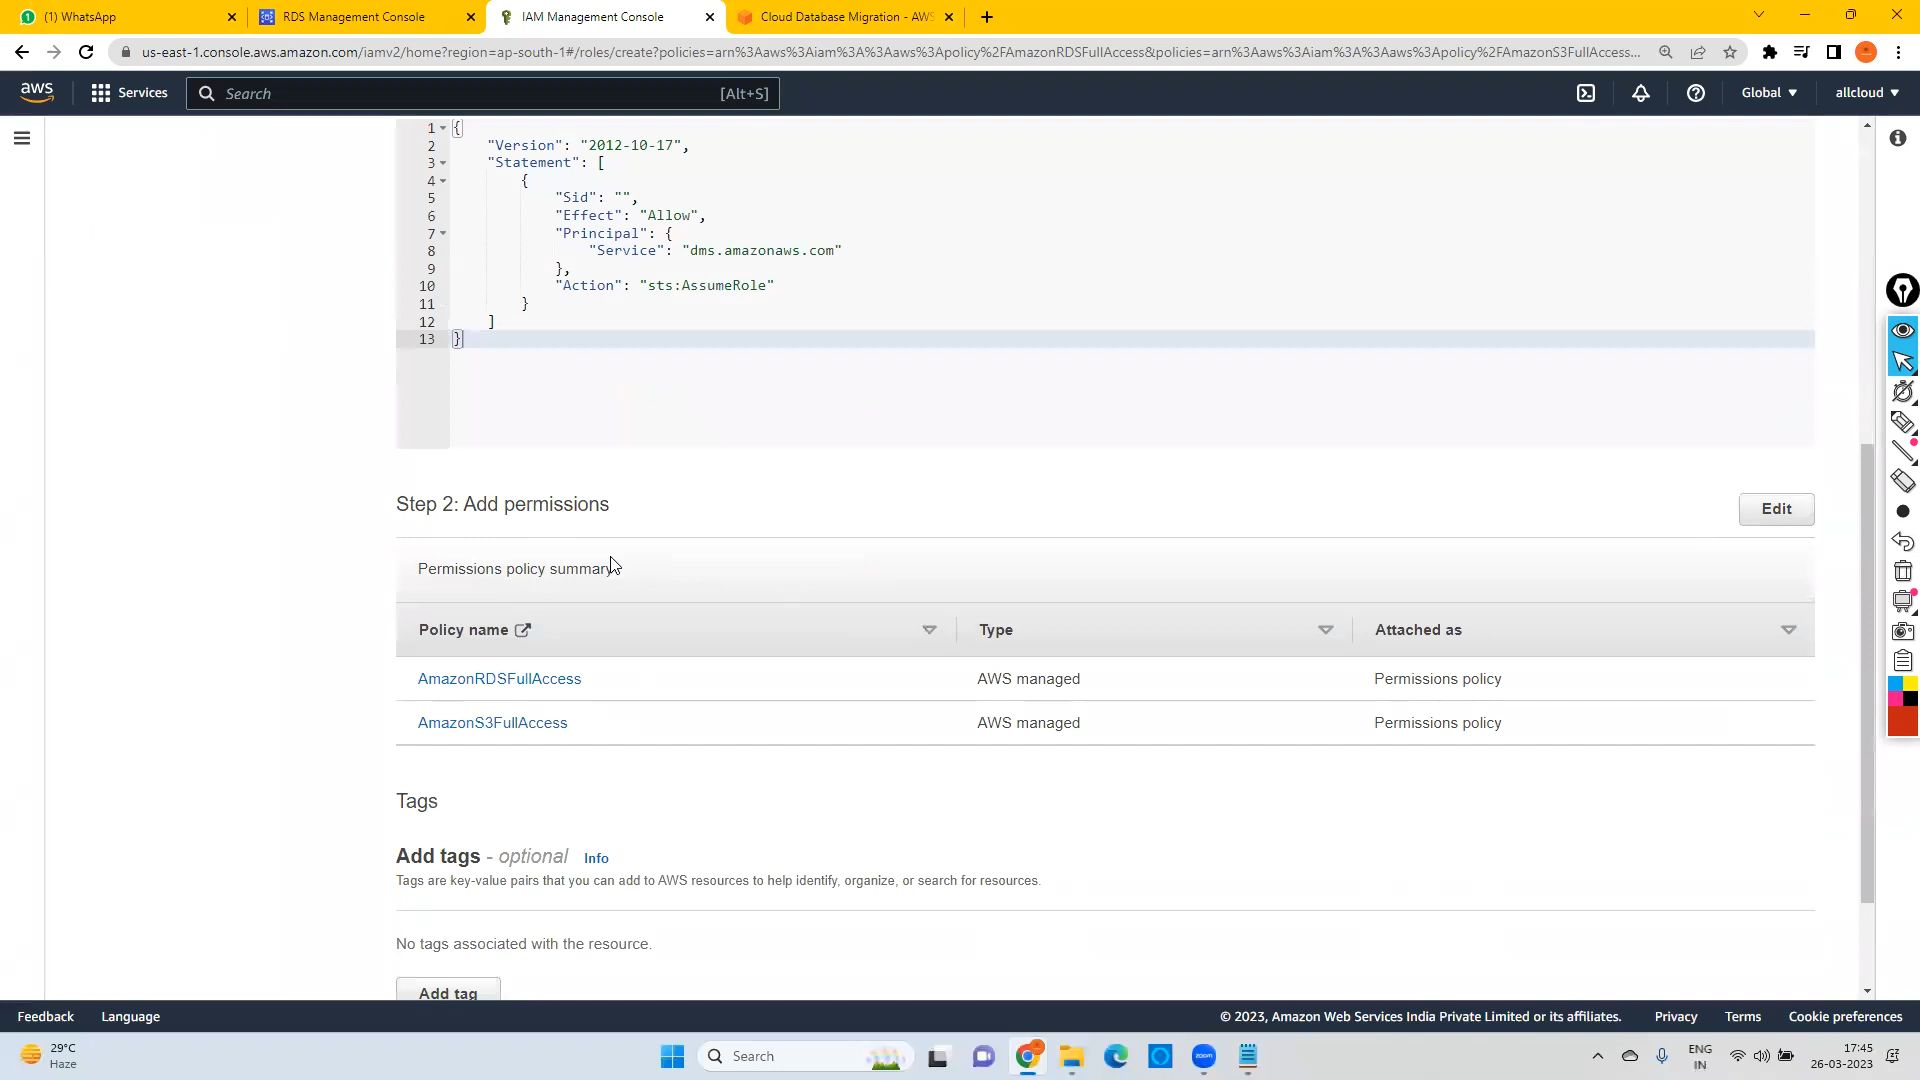 (1) WhatsApp
RDS Management Console
IAM Management Console
Cloud Database Migration - AWS
us-east-1.console.aws.amazon.com/iamv2/home?region=ap-south-1#/roles/create?policies=arn%3Aaws%3Aiam%3A%3Aaws%3Apolicy%2FAmazonRDSFullAccess&policies=arn%3Aaws%3Aiam%3A%3Aaws%3Apolicy%2FAmazonS3FullAccess...
aws
Services
Search
[Alt+S]
Global
allcloud
1 {
2 "Version": "2012-10-17",
3 "Statement": [
4 {
5 "Sid": "",
6 "Effect": "Allow",
7 "Principal": {
8 "Service": "dms.amazonaws.com"
9 },
10 "Action": "sts:AssumeRole"
11 }
12 ]
13 }
Step 2: Add permissions
Edit
Permissions policy summary
Policy name
Type
Attached as
AmazonRDSFullAccess
AWS managed
Permissions policy
AmazonS3FullAccess
AWS managed
Permissions policy
Tags
Add tags - optional Info
Tags are key-value pairs that you can add to AWS resources to help identify, organize, or search for resources.
No tags associated with the resource.
Add tag
Feedback
Language
© 2023, Amazon Web Services India Private Limited or its affiliates.
Privacy
Terms
Cookie preferences
29°C
Haze
Search
zoom
ENG
IN
17:45
26-03-2023